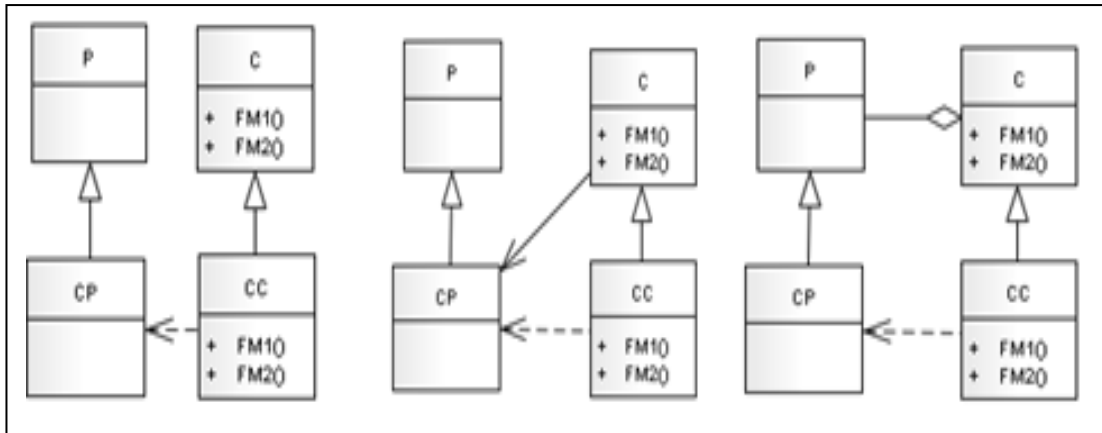 P
C
+ FM1()
+ FM2()
CP
CC
+ FM1()
+ FM2()
P
C
+ FM1()
+ FM2()
CP
CC
+ FM1()
+ FM2()
P
C
+ FM1()
+ FM2()
CP
CC
+ FM1()
+ FM2()